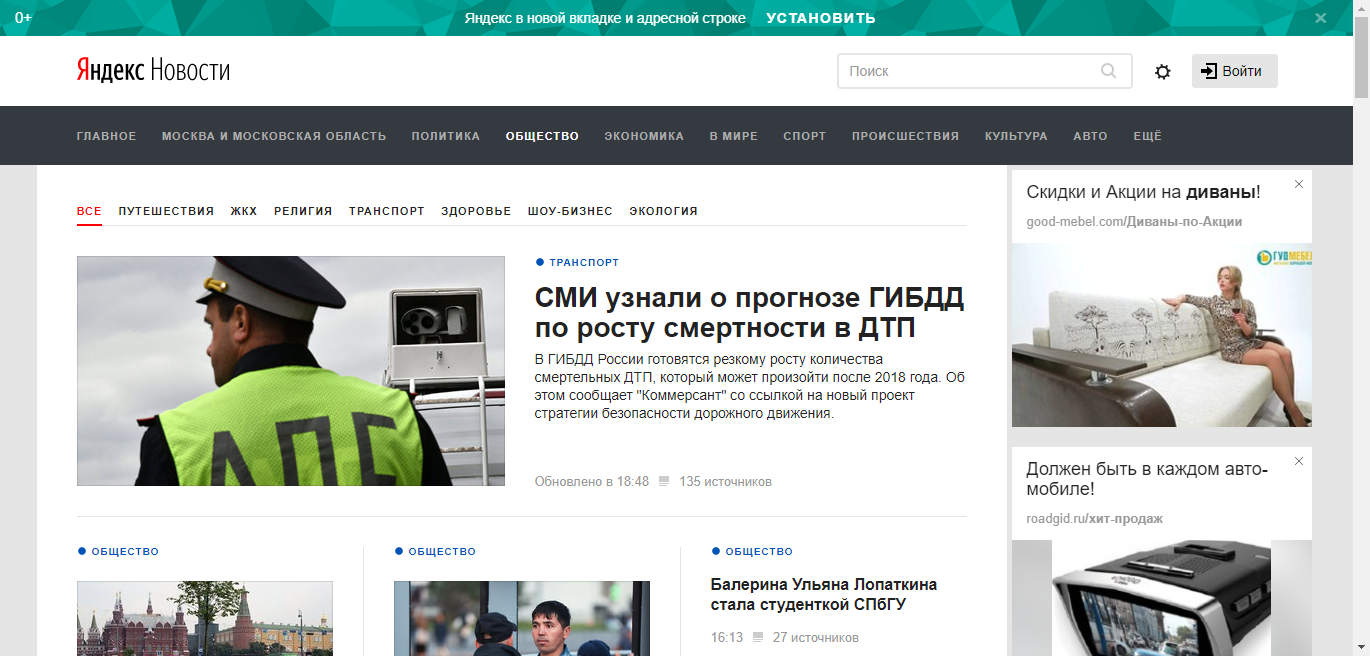 0+
Яндекс в новой вкладке и адресной строке УСТАНОВИТЬ
Яндекс Новости
Поиск
Войти
ГЛАВНОЕ МОСКВА И МОСКОВСКАЯ ОБЛАСТЬ ПОЛИТИКА ОБЩЕСТВО ЭКОНОМИКА В МИРЕ СПОРТ ПРОИСШЕСТВИЯ КУЛЬТУРА АВТО ЕЩЁ
ВСЕ ПУТЕШЕСТВИЯ ЖКХ РЕЛИГИЯ ТРАНСПОРТ ЗДОРОВЬЕ ШОУ-БИЗНЕС ЭКОЛОГИЯ
ДПС
ТРАНСПОРТ
СМИ узнали о прогнозе ГИБДД
по росту смертности в ДТП
В ГИБДД России готовятся резкому росту количества
смертельных ДТП, который может произойти после 2018 года. Об
этом сообщает "Коммерсант" со ссылкой на новый проект
стратегии безопасности дорожного движения.
Обновлено в 18:48 135 источников
ОБЩЕСТВО
ОБЩЕСТВО
ОБЩЕСТВО
Балерина Ульяна Лопаткина
стала студенткой СПбГУ
16:13 27 источников
Скидки и Акции на диваны!
good-mebel.com/Диваны-по-Акции
ГУДМЕБЕЛ
Должен быть в каждом авто-
мобиле!
roadgid.ru/хит-продаж